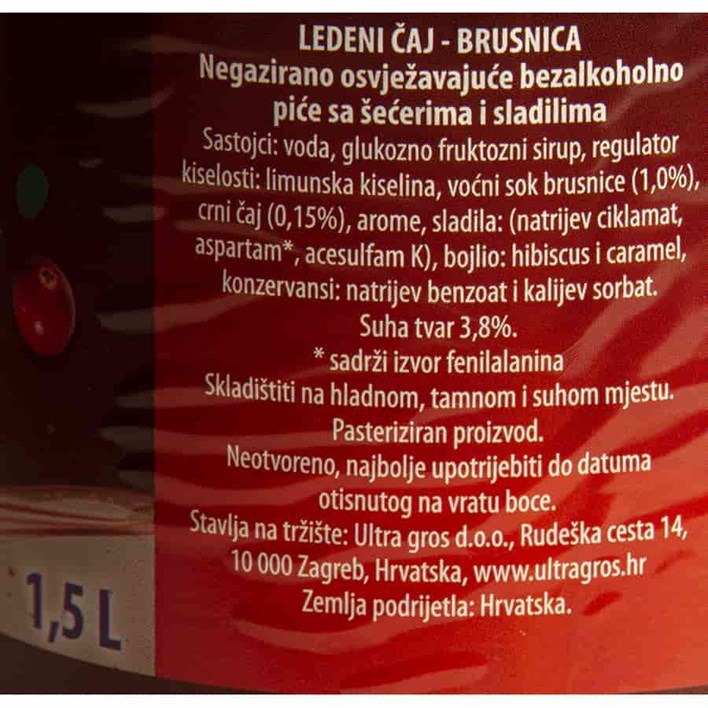 LEDENI ČAJ - BRUSNICA
Negazirano osvježavajuće bezalkoholno
piće sa šećerima i sladilima
Sastojci: voda, glukozno fruktozni sirup, regulator
kiselosti: limunska kiselina, voćni sok brusnice (1,0%),
crni čaj (0,15%), arome, sladila: (natrijev ciklamat,
aspartam*, acesulfam K), bojlio: hibiscus i caramel,
konzervansi: natrijev benzoat i kalijev sorbat.
Suha tvar 3,8%.
* sadrži izvor fenilalanina
Skladištiti na hladnom, tamnom i suhom mjestu.
Pasteriziran proizvod.
Neotvoreno, najbolje upotrijebiti do datuma
otisnutog na vratu boce.
Stavlja na tržište: Ultra gros d.o.o., Rudeška cesta 14,
10 000 Zagreb, Hrvatska, www.ultragros.hr
Zemlja podrijetla: Hrvatska.
1,5 L